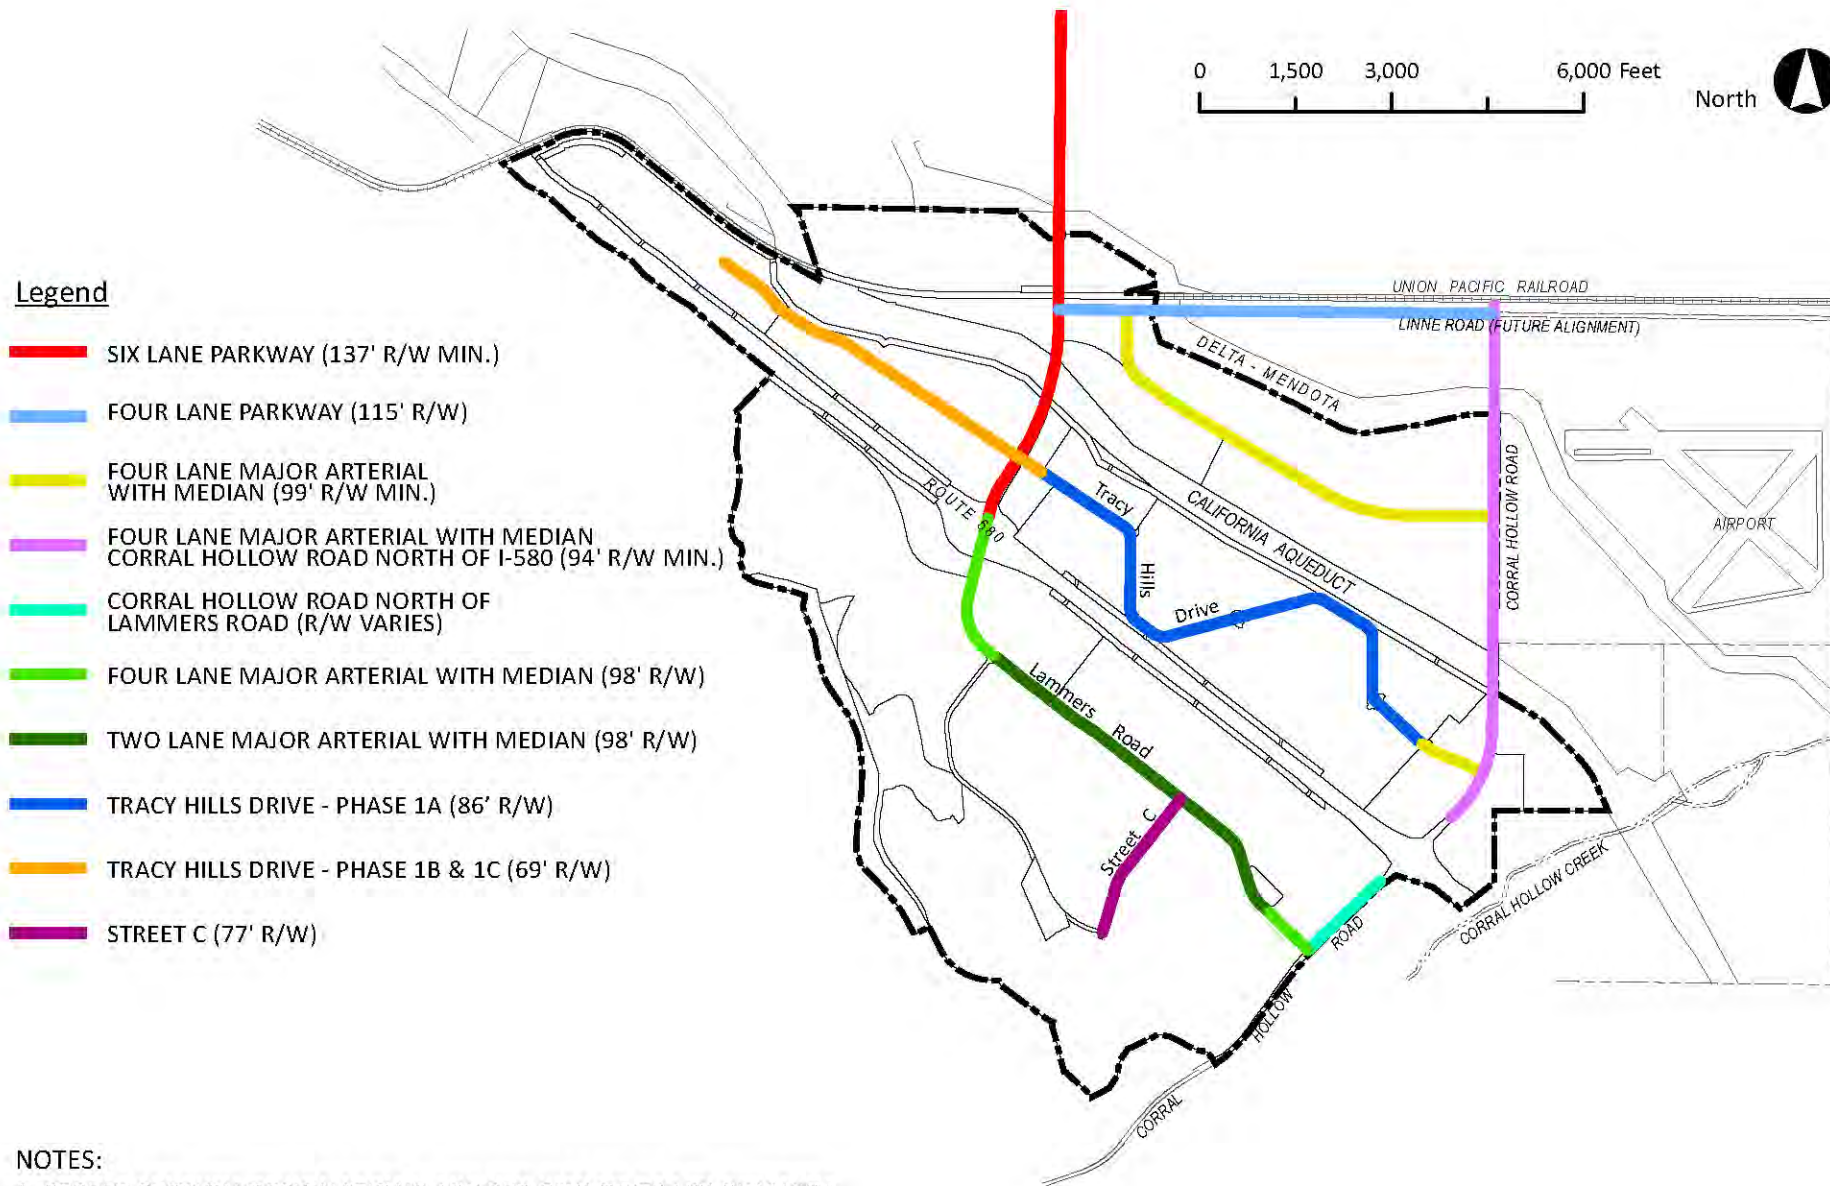 0 1,500 3,000 6,000 Feet
North
Legend
SIX LANE PARKWAY (137' R/W MIN.)
FOUR LANE PARKWAY (115' R/W)
FOUR LANE MAJOR ARTERIAL
WITH MEDIAN (99' R/W MIN.)
FOUR LANE MAJOR ARTERIAL WITH MEDIAN
CORRAL HOLLOW ROAD NORTH OF I-580 (94' R/W MIN.)
CORRAL HOLLOW ROAD NORTH OF
LAMMERS ROAD (R/W VARIES)
FOUR LANE MAJOR ARTERIAL WITH MEDIAN (98' R/W)
TWO LANE MAJOR ARTERIAL WITH MEDIAN (98' R/W)
TRACY HILLS DRIVE - PHASE 1A (86' R/W)
TRACY HILLS DRIVE - PHASE 1B & 1C (69' R/W)
STREET C (77' R/W)
UNION PACIFIC RAILROAD
LINNE ROAD (FUTURE ALIGNMENT)
DELTA - MENDOTA
CALIFORNIA AQUEDUCT
CORRAL HOLLOW ROAD
AIRPORT
ROUTE 580
Tracy
Hills
Drive
Lammers
Road
Street C
CORRAL HOLLOW CREEK
CORRAL
HOLLOW
ROAD
NOTES: